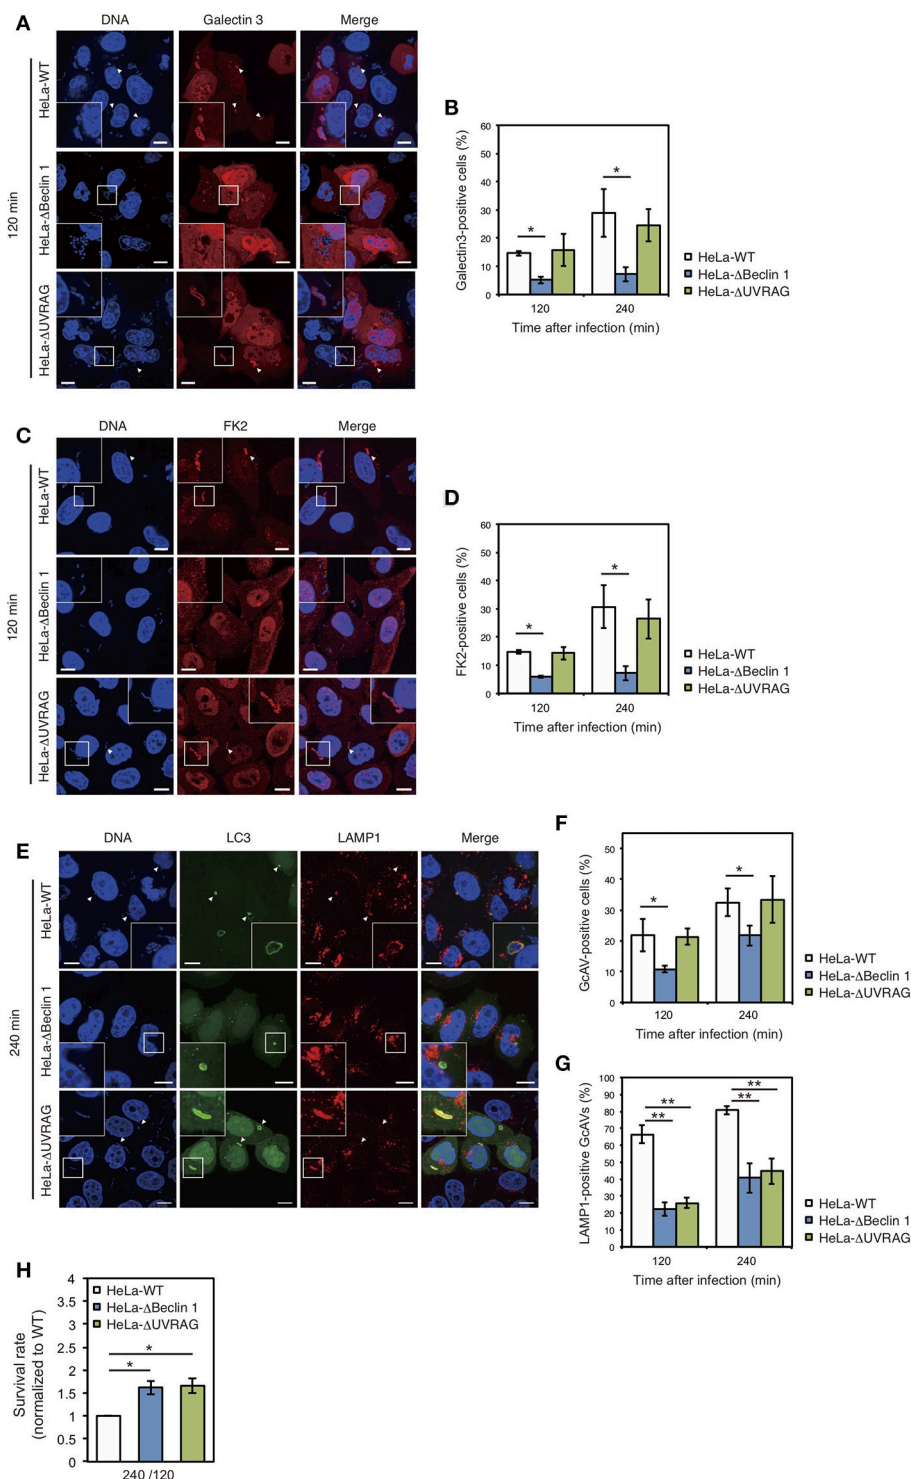 A
DNA
Galectin 3
Merge
120 min
HeLa-WT
HeLa-ΔBeclin 1
HeLa-ΔUVRAG
B
Galectin3-positive cells (%)
60
50
40
30
20
10
0
*
*
120
240
Time after infection (min)
HeLa-WT
HeLa-ΔBeclin 1
HeLa-ΔUVRAG
C
DNA
FK2
Merge
120 min
HeLa-WT
HeLa-ΔBeclin 1
HeLa-ΔUVRAG
D
FK2-positive cells (%)
60
50
40
30
20
10
0
*
*
120
240
Time after infection (min)
HeLa-WT
HeLa-ΔBeclin 1
HeLa-ΔUVRAG
E
DNA
LC3
LAMP1
Merge
240 min
HeLa-WT
HeLa-ΔBeclin 1
HeLa-ΔUVRAG
F
GcAV-positive cells (%)
50
40
30
20
10
0
*
*
120
240
Time after infection (min)
HeLa-WT
HeLa-ΔBeclin 1
HeLa-ΔUVRAG
G
LAMP1-positive GcAVs (%)
100
90
80
70
60
50
40
30
20
10
0
**
**
**
**
120
240
Time after infection (min)
HeLa-WT
HeLa-ΔBeclin 1
HeLa-ΔUVRAG
H
Survival rate
(normalized to WT)
4
3.5
3
2.5
2
1.5
1
0.5
0
HeLa-WT
HeLa-ΔBeclin 1
HeLa-ΔUVRAG
*
*
240 /120